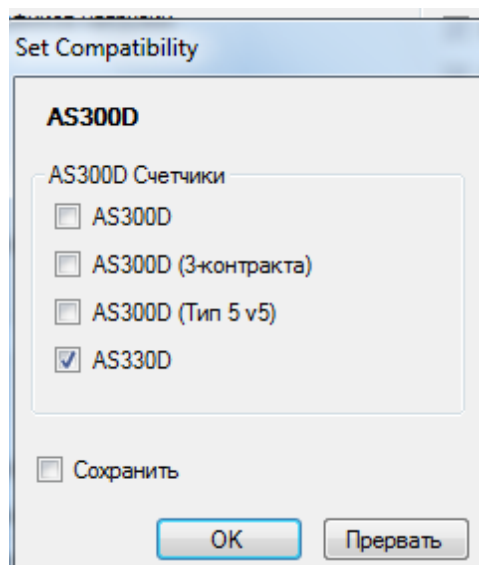 Set Compatibility
AS300D
AS300D Счетчики
AS300D
AS300D (3-контракта)
AS300D (Тип 5 v5)
AS330D
Сохранить
OK
Прервать